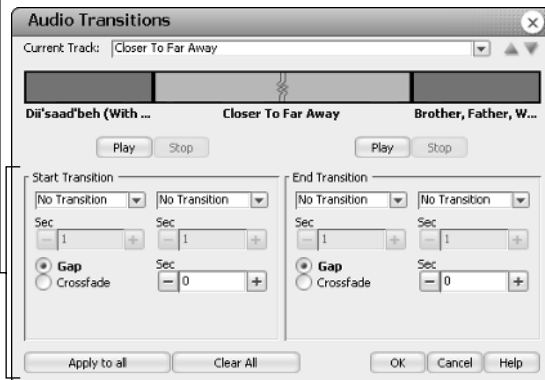 Audio Transitions
Current Track: Closer To Far Away
Dii'saad'beh (With ... Closer To Far Away Brother, Father, W...
Play Stop Play Stop
Start Transition End Transition
No Transition No Transition No Transition No Transition
Sec Sec Sec Sec
− 1 + − 1 + − 1 + − 1 +
Gap Sec Gap Sec
Crossfade − 0 + Crossfade − 0 +
Apply to all Clear All OK Cancel Help